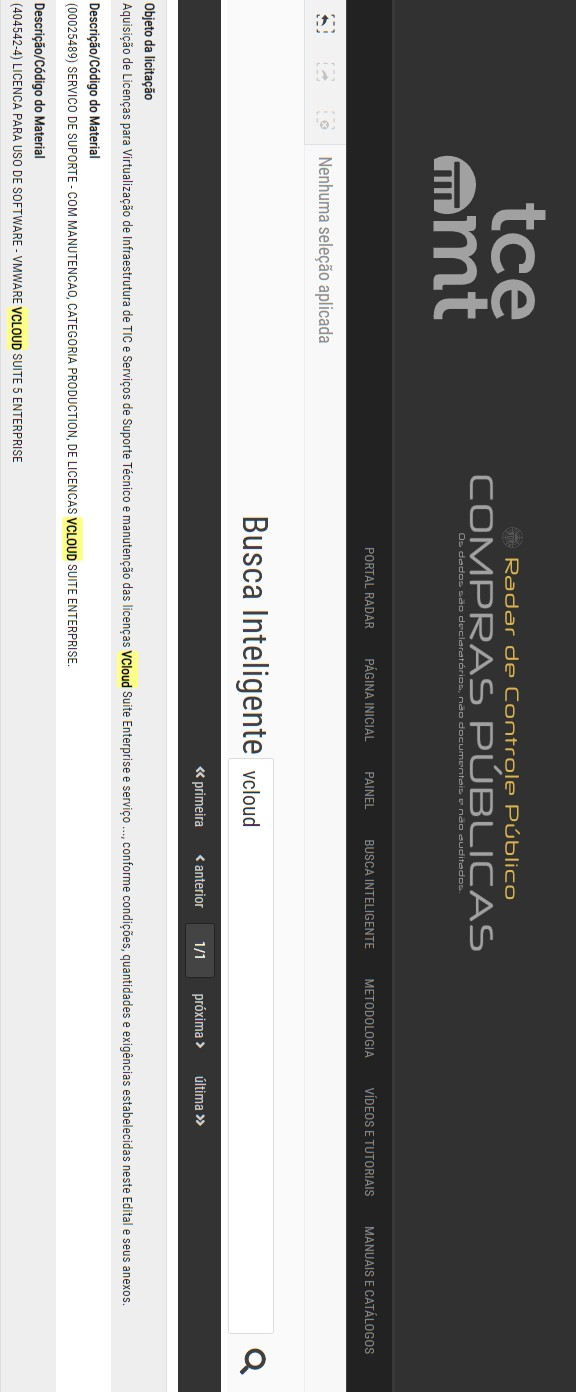 tce
mt
Radar de Controle Público
COMPRAS PÚBLICAS
Os dados são declaratórios, não documentais e não auditados.
PORTAL RADAR PÁGINA INICIAL PAINEL BUSCA INTELIGENTE METODOLOGIA VÍDEOS E TUTORIAIS MANUAIS E CATÁLOGOS
Nenhuma seleção aplicada
Busca Inteligente vcloud
primeira anterior 1/1 próxima última
Objeto da licitação
Aquisição de Licenças para Virtualização de Infraestrutura de TIC e Serviços de Suporte Técnico e manutenção das licenças VCloud Suite Enterprise e serviço ..., conforme condições, quantidades e exigências estabelecidas neste Edital e seus anexos.
Descrição/Código do Material
(00025489) SERVICO DE SUPORTE - COM MANUTENCAO, CATEGORIA PRODUCTION, DE LICENCAS VCLOUD SUITE ENTERPRISE.
Descrição/Código do Material
(404542-4) LICENCA PARA USO DE SOFTWARE - VMWARE VCLOUD SUITE 5 ENTERPRISE